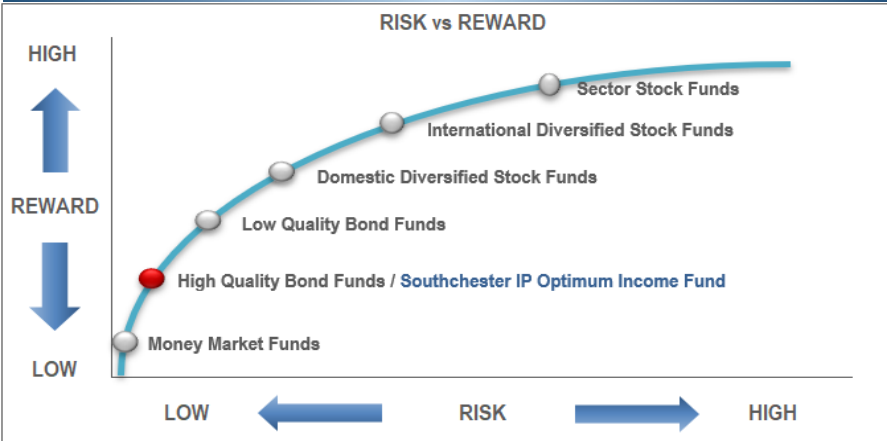 RISK vs REWARD
HIGH
Sector Stock Funds
International Diversified Stock Funds
Domestic Diversified Stock Funds
REWARD
Low Quality Bond Funds
High Quality Bond Funds / Southchester IP Optimum Income Fund
Money Market Funds
LOW
LOW RISK HIGH